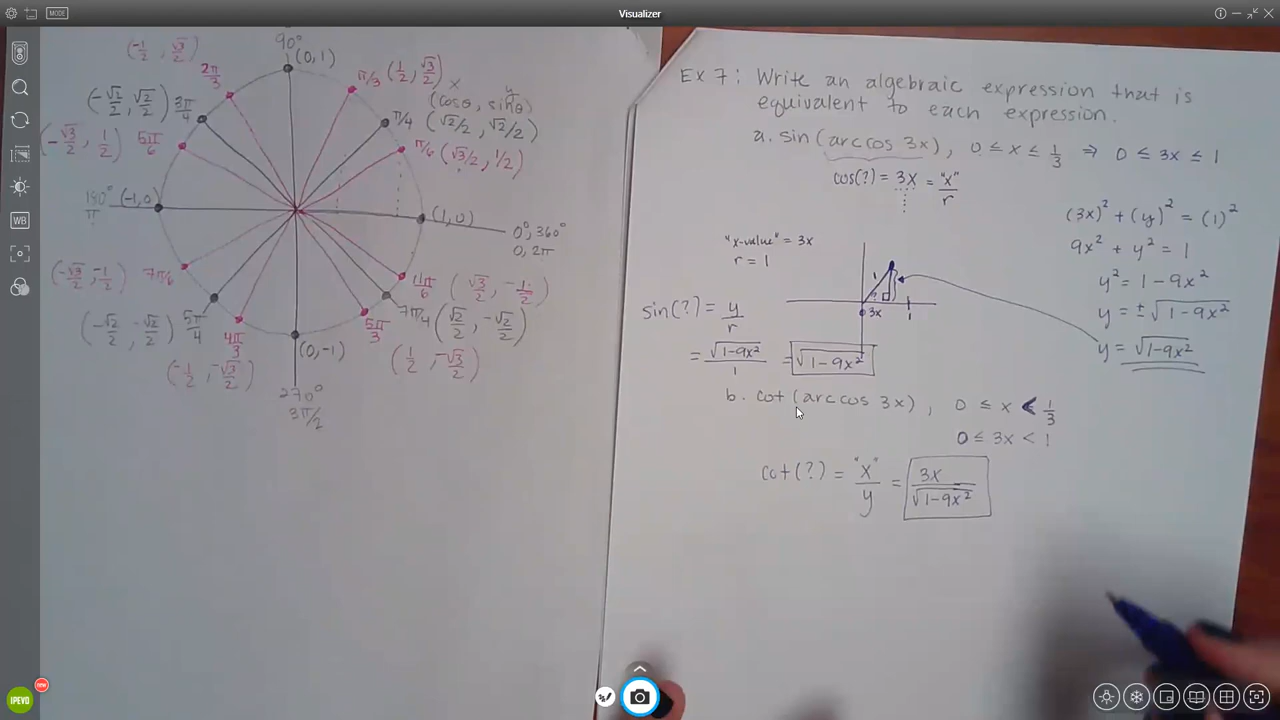 MODE
Visualizer
(-1/2, √3/2)
90°
(0,1)
2π/3
π/3 (1/2, √3/2)
x y
(cosθ, sinθ)
(-√2/2, √2/2) 3π/4
π/4 (√2/2, √2/2)
(-√3/2, 1/2) 5π/6
π/6 (√3/2, 1/2)
180°
π
(-1,0)
(1,0)
0°, 360°
0, 2π
(-√3/2, -1/2) 7π/6
11π/6 (√3/2, -1/2)
(-√2/2, -√2/2) 5π/4
7π/4 (√2/2, -√2/2)
4π/3
5π/3
(-1/2, -√3/2)
(0,-1)
(1/2, -√3/2)
270°
3π/2
Ex 7: Write an algebraic expression that is
equivalent to each expression.
a. sin(arccos 3x), 0 ≤ x ≤ 1/3 ⇒ 0 ≤ 3x ≤ 1
cos(?) = 3x = "x"/r
"x-value" = 3x
r = 1
1
?
3x
1
(3x)² + (y)² = (1)²
9x² + y² = 1
y² = 1 - 9x²
y = ±√1-9x²
y = √1-9x²
sin(?) = y/r
= √1-9x²/1 = √1-9x²
b. cot(arccos 3x), 0 ≤ x < 1/3
0 ≤ 3x < 1
cot(?) = "x"/y = 3x/√1-9x²
IPEVO
new
WB